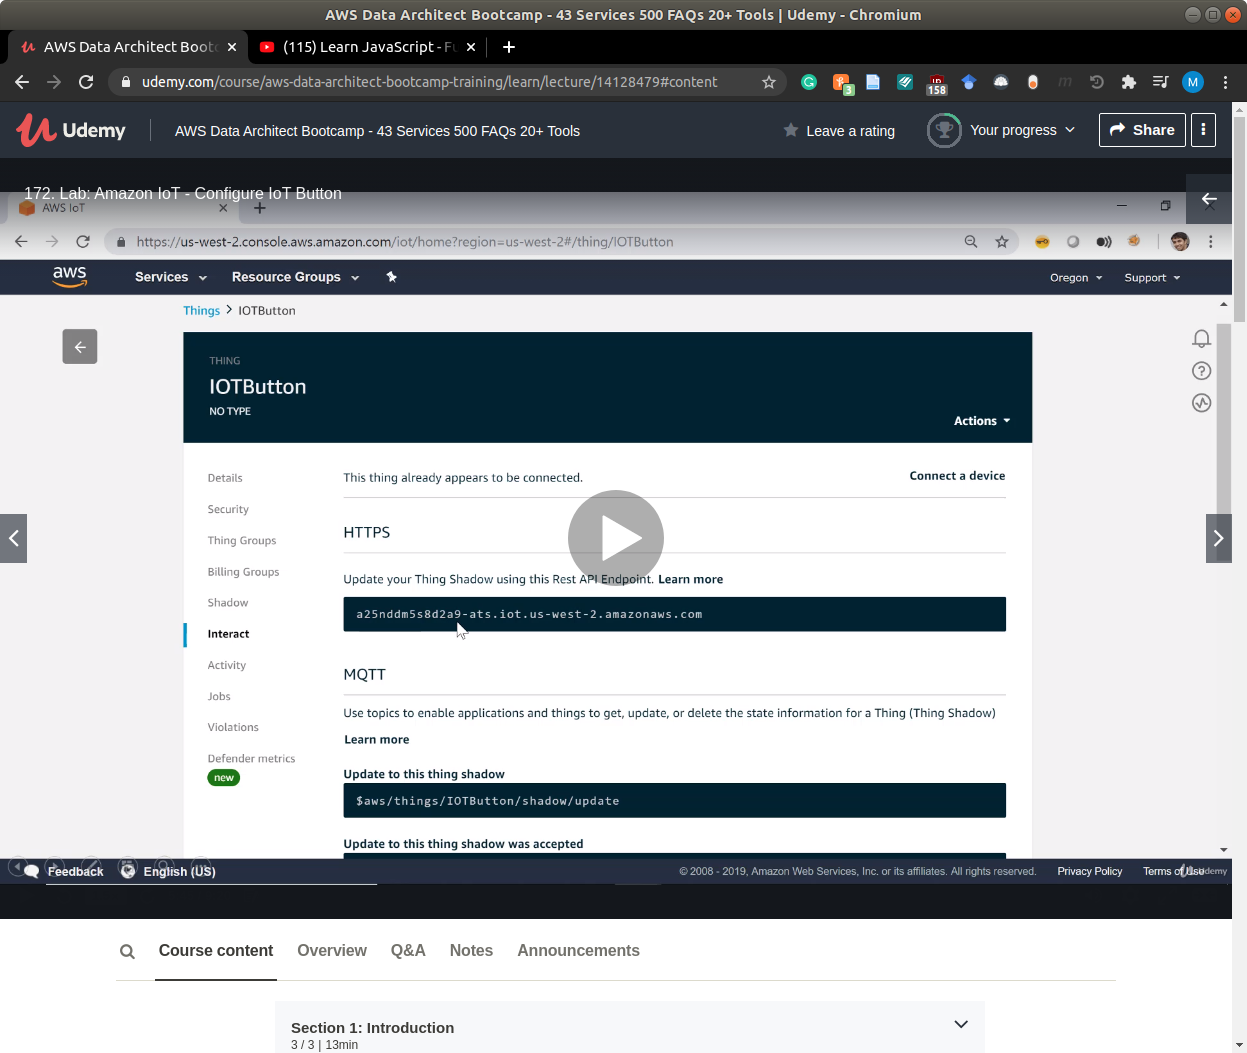 AWS Data Architect Bootcamp - 43 Services 500 FAQs 20+ Tools | Udemy - Chromium
AWS Data Architect Bootc
(115) Learn JavaScript - Fu
udemy.com/course/aws-data-architect-bootcamp-training/learn/lecture/14128479#content
3
158
M
Udemy
AWS Data Architect Bootcamp - 43 Services 500 FAQs 20+ Tools
Leave a rating
Your progress
Share
172. Lab: Amazon IoT - Configure IoT Button
AWS IoT
https://us-west-2.console.aws.amazon.com/iot/home?region=us-west-2#/thing/IOTButton
aws
Services
Resource Groups
Oregon
Support
Things > IOTButton
THING
IOTButton
NO TYPE
Actions
Details
Security
Thing Groups
Billing Groups
Shadow
Interact
Activity
Jobs
Violations
Defender metrics
new
This thing already appears to be connected.
Connect a device
HTTPS
Update your Thing Shadow using this Rest API Endpoint. Learn more
a25nddm5s8d2a9-ats.iot.us-west-2.amazonaws.com
MQTT
Use topics to enable applications and things to get, update, or delete the state information for a Thing (Thing Shadow)
Learn more
Update to this thing shadow
$aws/things/IOTButton/shadow/update
Update to this thing shadow was accepted
Feedback
English (US)
© 2008 - 2019, Amazon Web Services, Inc. or its affiliates. All rights reserved.
Privacy Policy
Terms of Use
Udemy
Course content
Overview
Q&A
Notes
Announcements
Section 1: Introduction
3 / 3 | 13min